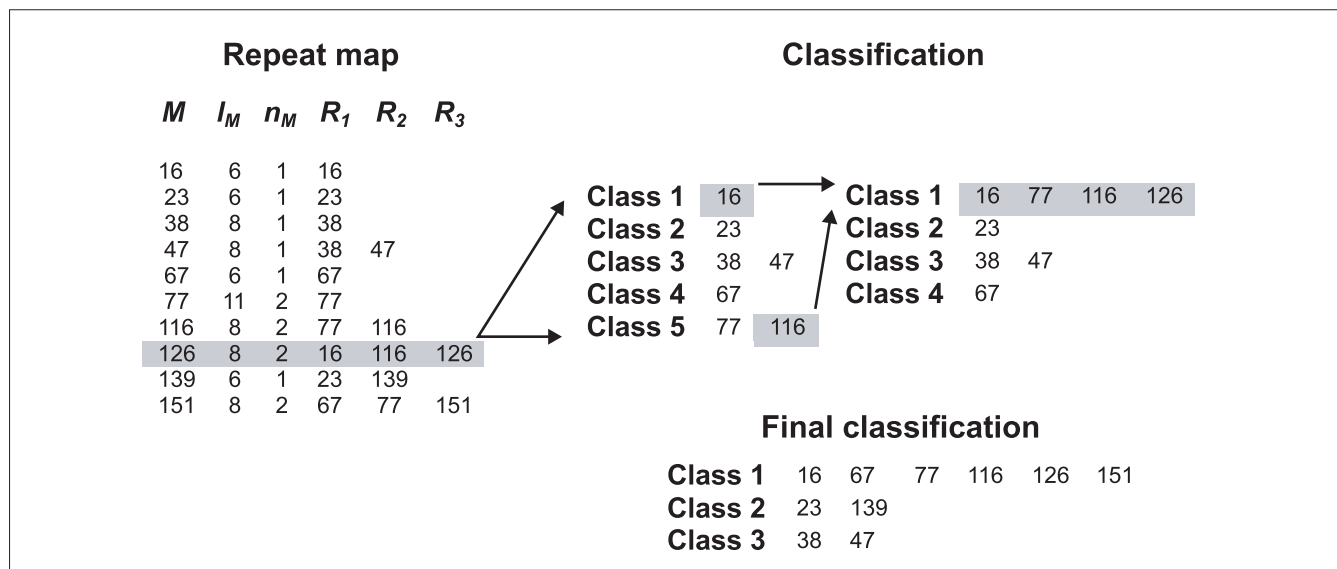 Repeat map
M l_M n_M R_1 R_2 R_3
16 6 1 16
23 6 1 23
38 8 1 38
47 8 1 38 47
67 6 1 67
77 11 2 77
116 8 2 77 116
126 8 2 16 116 126
139 6 1 23 139
151 8 2 67 77 151
Classification
Class 1 16
Class 2 23
Class 3 38 47
Class 4 67
Class 5 77 116
Class 1 16 77 116 126
Class 2 23
Class 3 38 47
Class 4 67
Final classification
Class 1 16 67 77 116 126 151
Class 2 23 139
Class 3 38 47